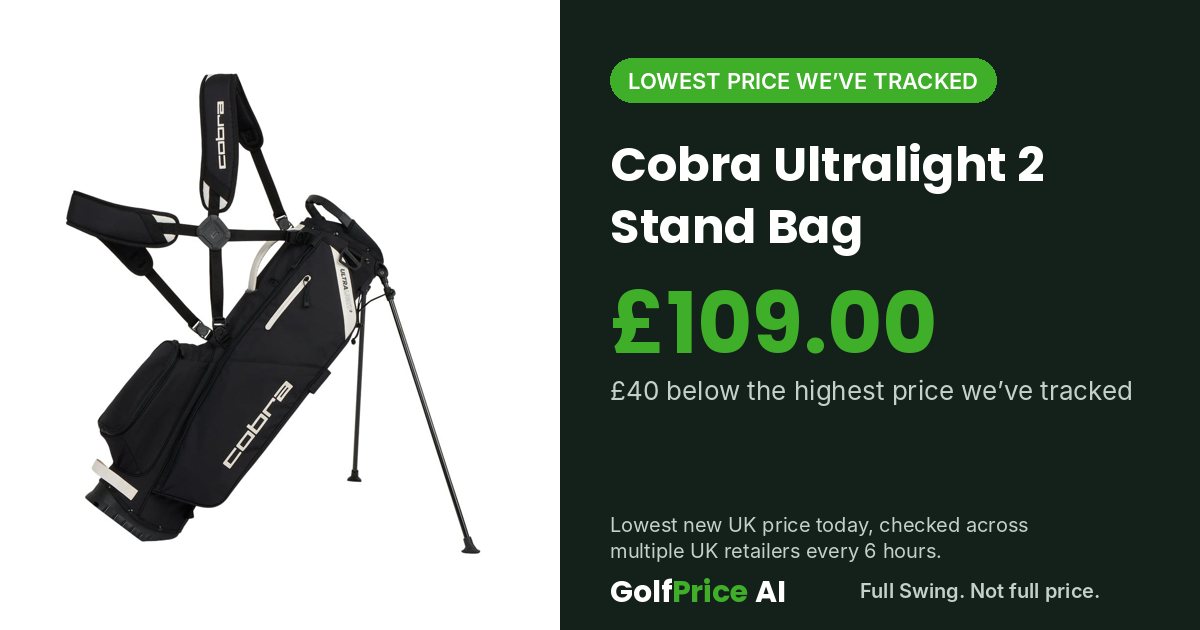 cobra
ULTRA
cobra
LOWEST PRICE WE’VE TRACKED
Cobra Ultralight 2
Stand Bag
£109.00
£40 below the highest price we’ve tracked
Lowest new UK price today, checked across
multiple UK retailers every 6 hours.
GolfPrice AI
Full Swing. Not full price.